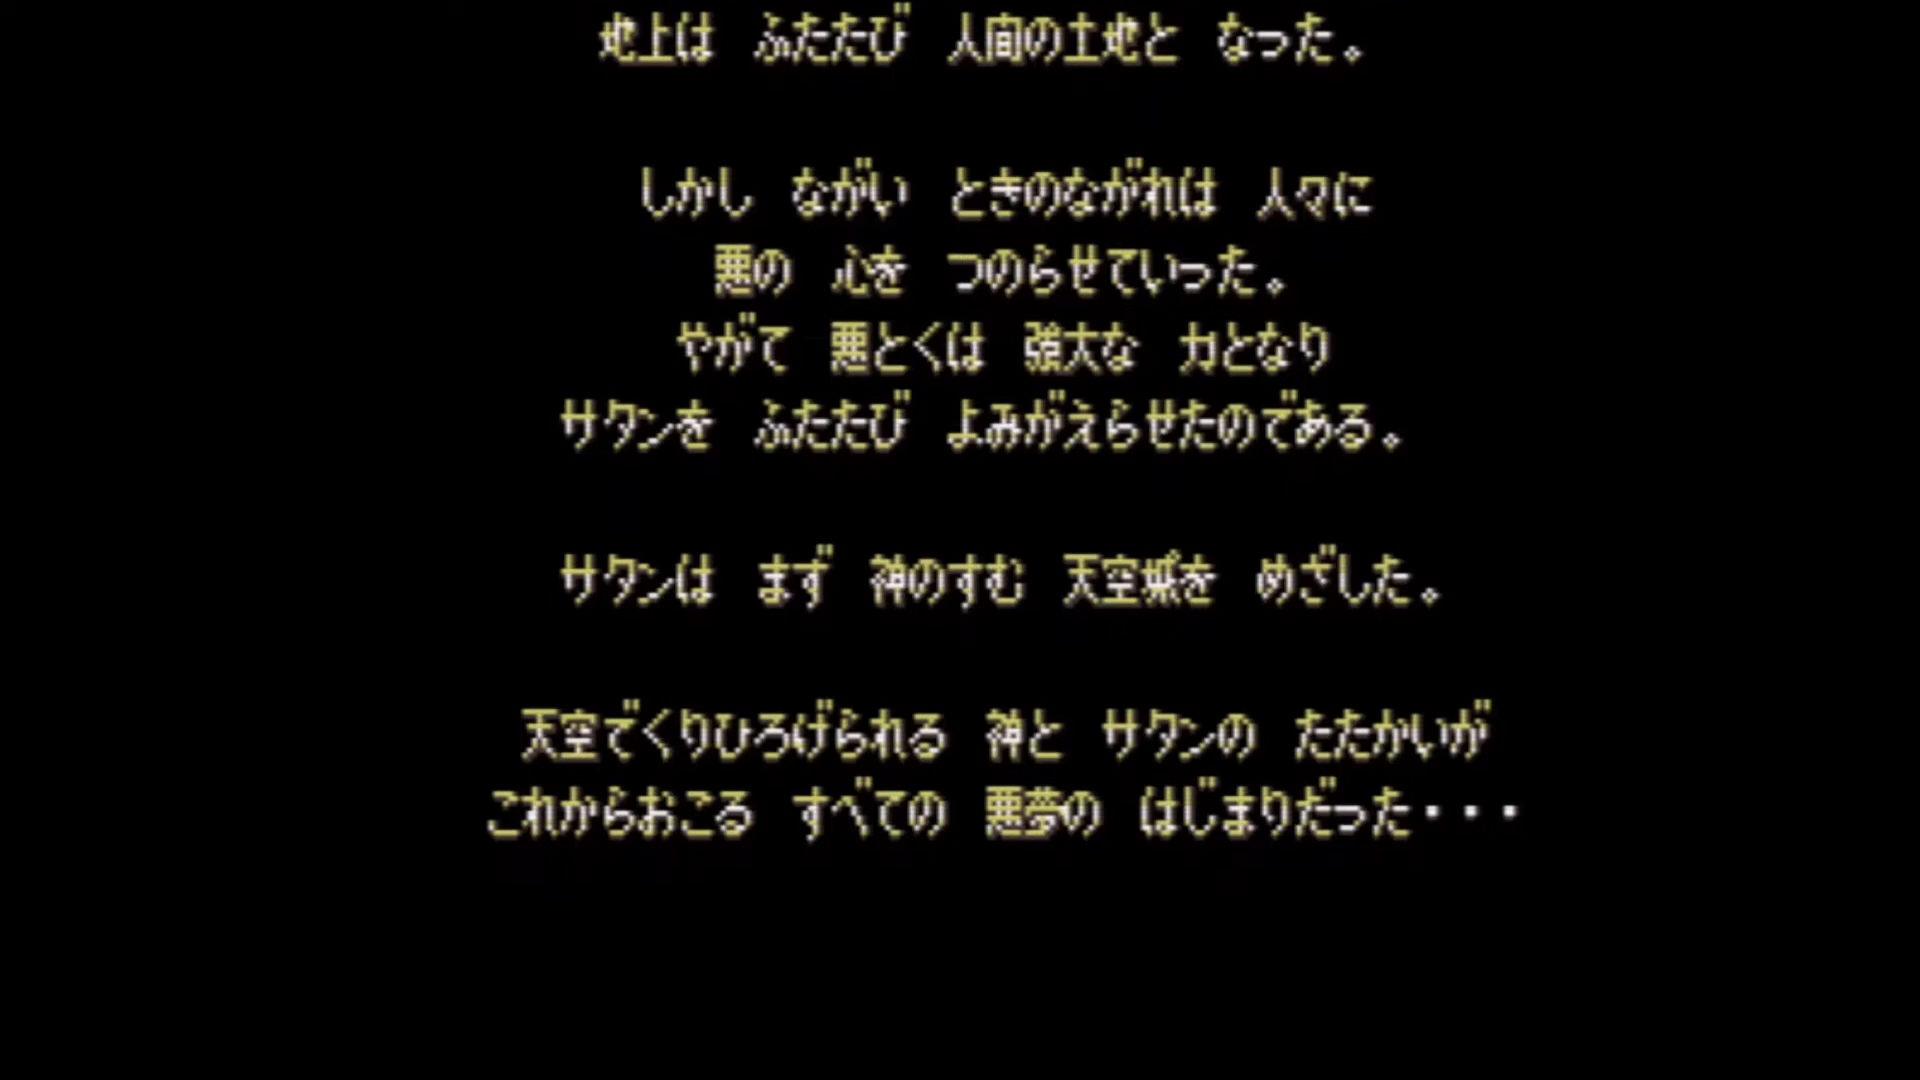 地上は ふたたび 人間の土地と なった。
しかし ながい ときのながれは 人々に
悪の 心を つのらせていった。
やがて 悪とくは 強大な 力となり
サタンを ふたたび よみがえらせたのである。
サタンは まず 神のすむ 天空城を めざした。
天空でくりひろげられる 神と サタンの たたかいが
これからおこる すべての 悪夢の はじまりだった・・・